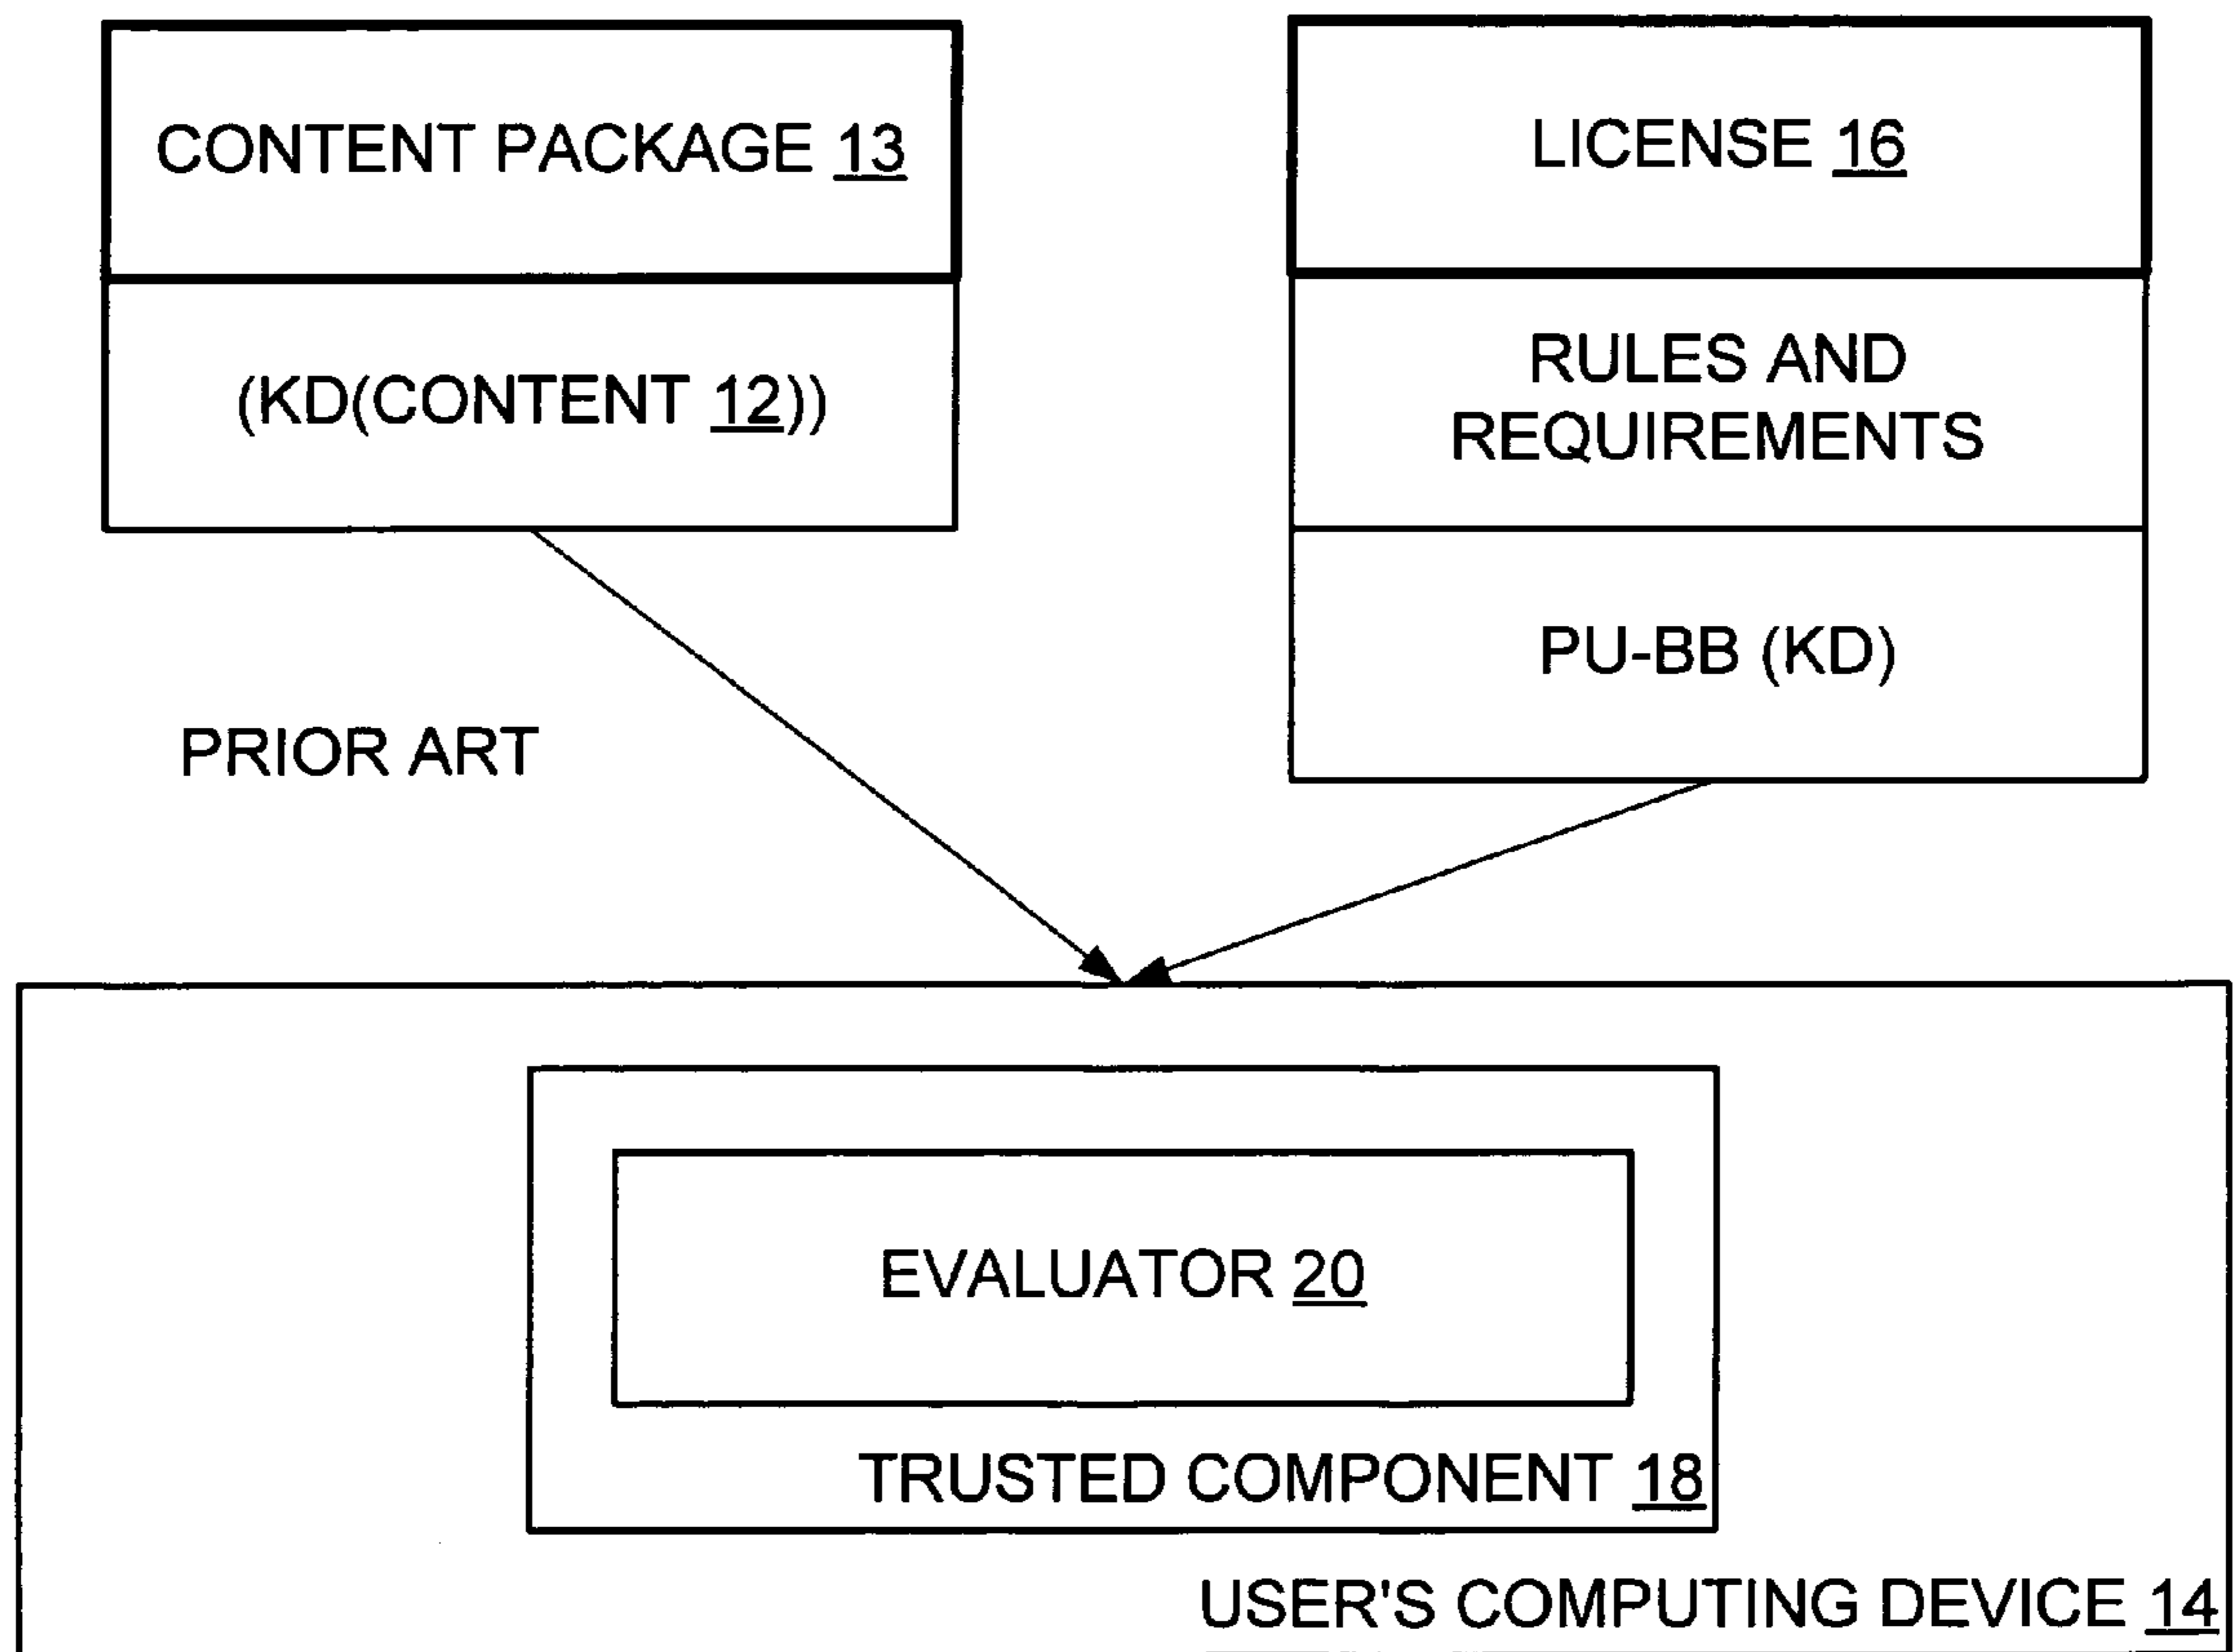 CONTENT PACKAGE 13
(KD(CONTENT 12))
LICENSE 16
RULES AND
REQUIREMENTS
PU-BB (KD)
PRIOR ART
EVALUATOR 20
TRUSTED COMPONENT 18
USER'S COMPUTING DEVICE 14